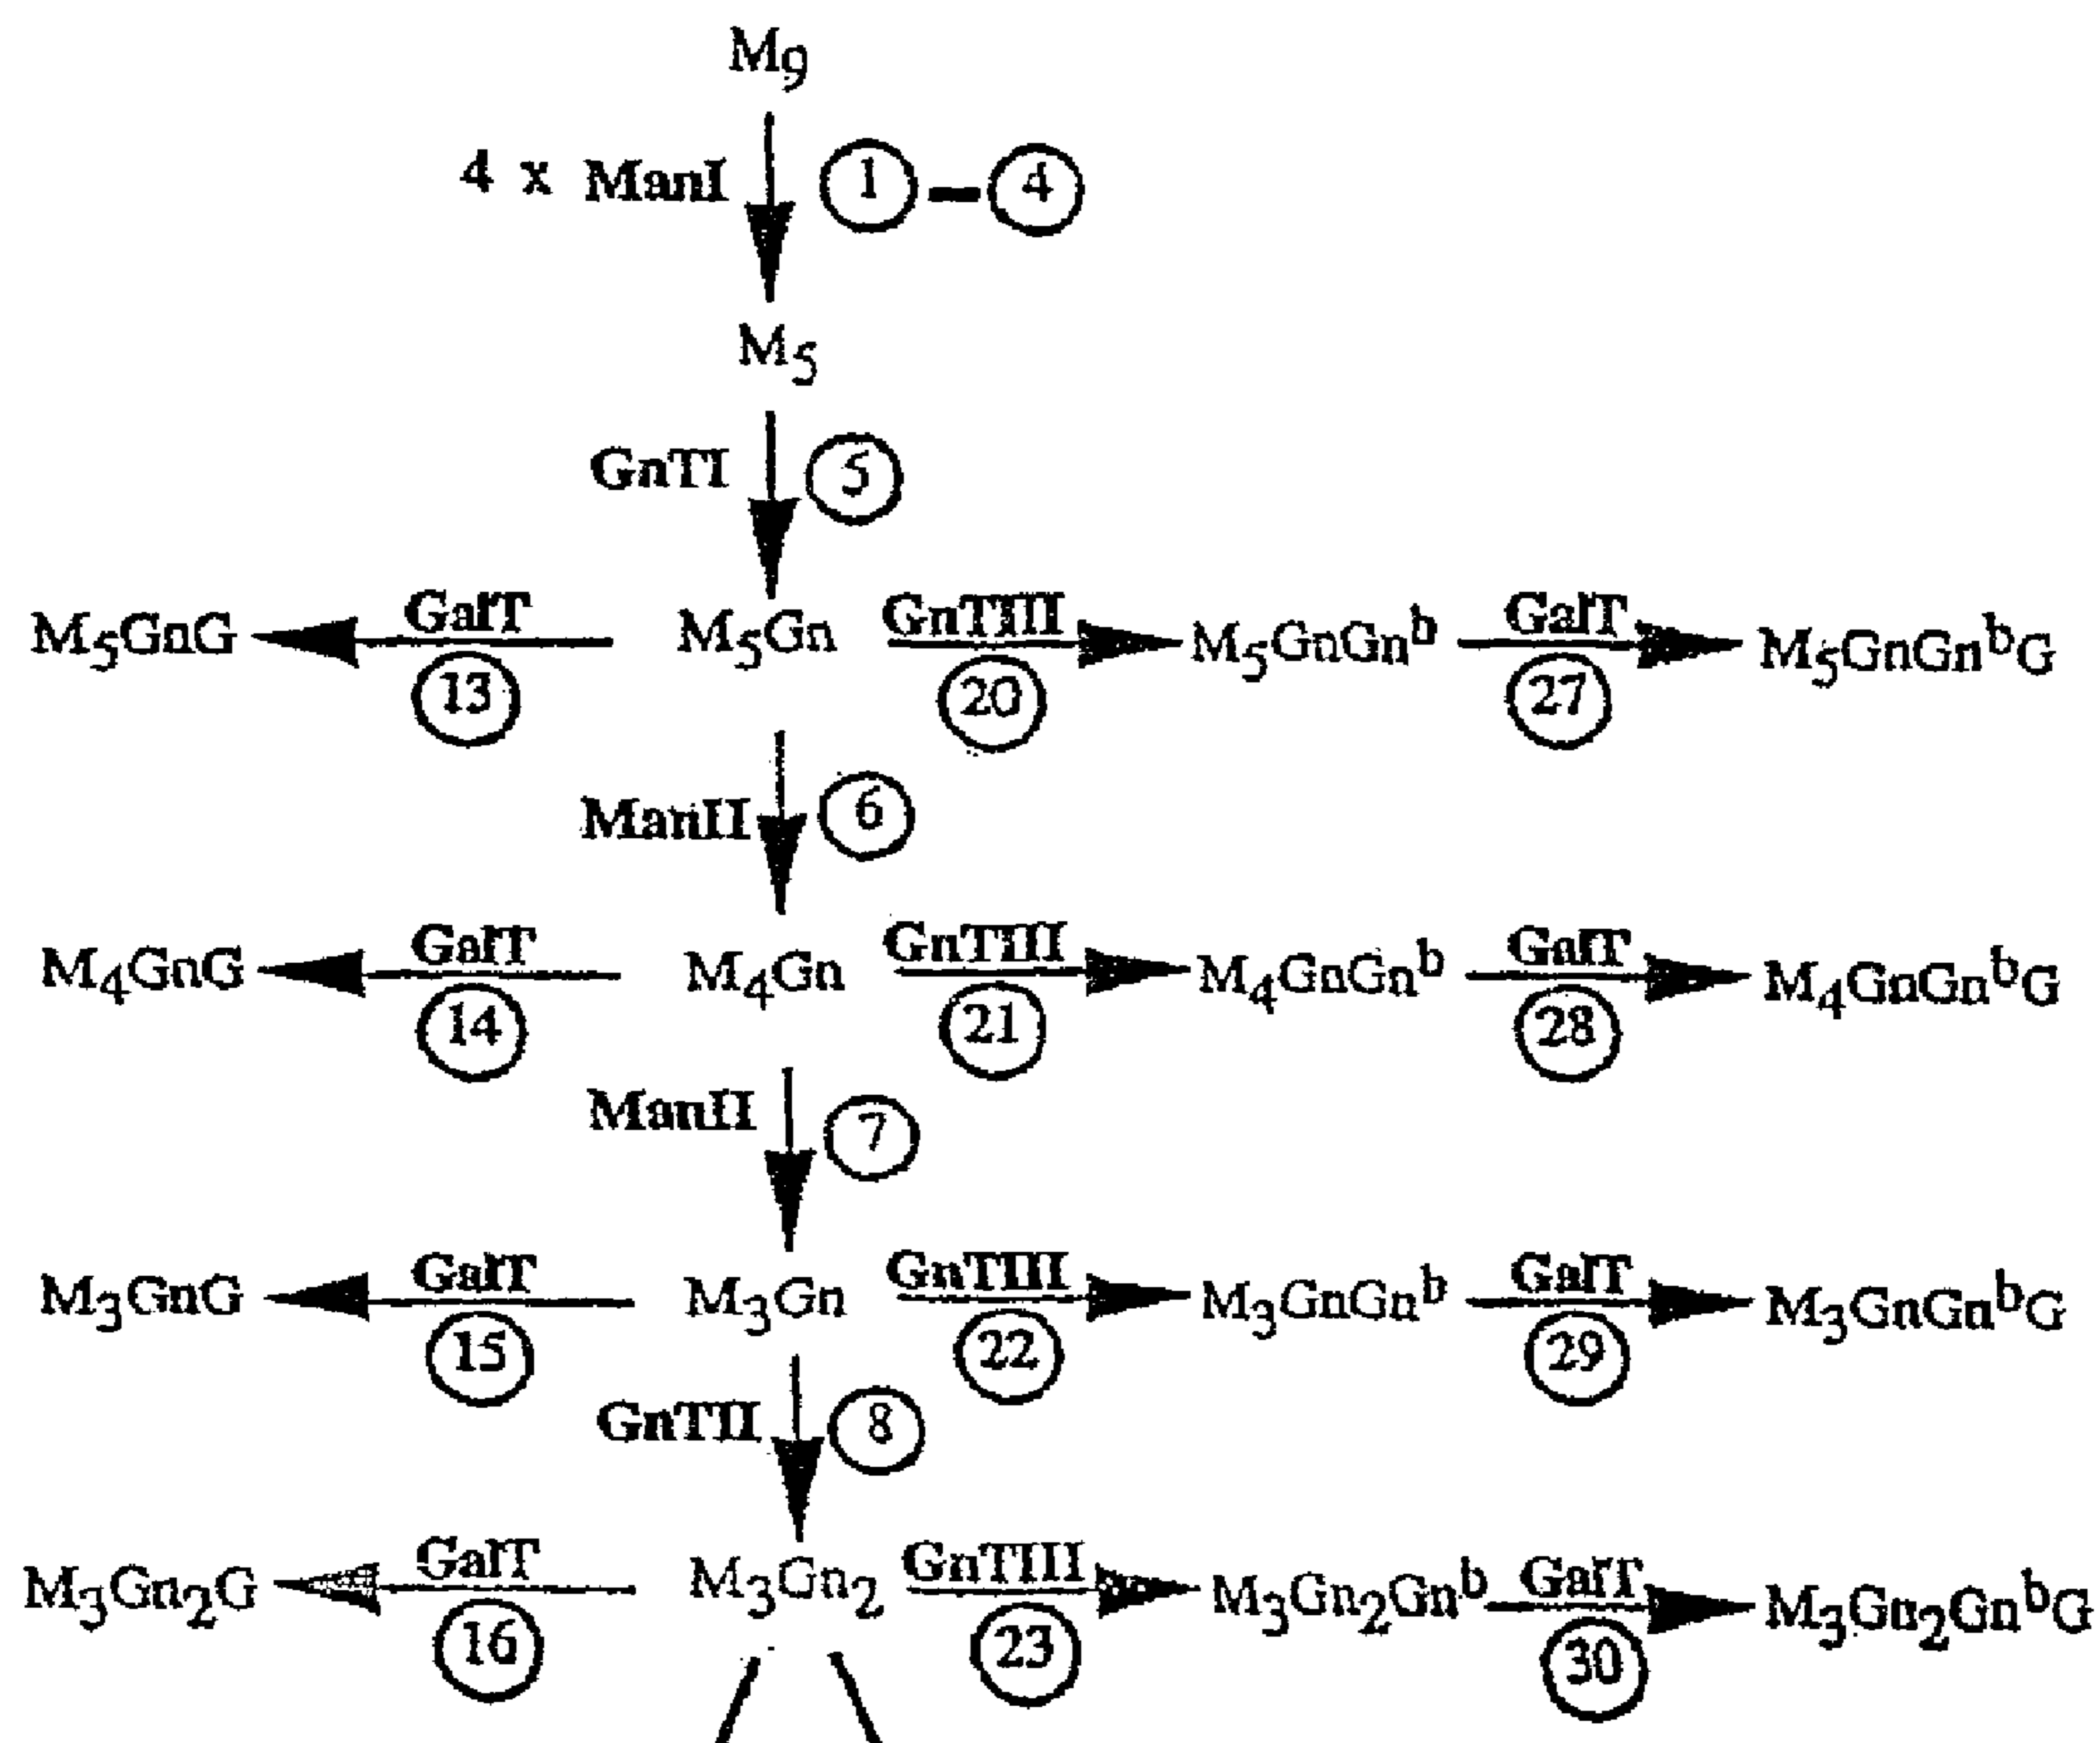 M₉
4 x ManI 1 - 4
M₅
GnTI 5
M₅GnG GalT 13 M₅Gn GnTIII 20 M₅GnGnᵇ GalT 27 M₅GnGnᵇG
ManII 6
M₄GnG GalT 14 M₄Gn GnTIII 21 M₄GnGnᵇ GalT 28 M₄GnGnᵇG
ManII 7
M₃GnG GalT 15 M₃Gn GnTIII 22 M₃GnGnᵇ GalT 29 M₃GnGnᵇG
GnTII 8
M₃Gn₂G GalT 16 M₃Gn₂ GnTIII 23 M₃Gn₂Gnᵇ GalT 30 M₃Gn₂GnᵇG